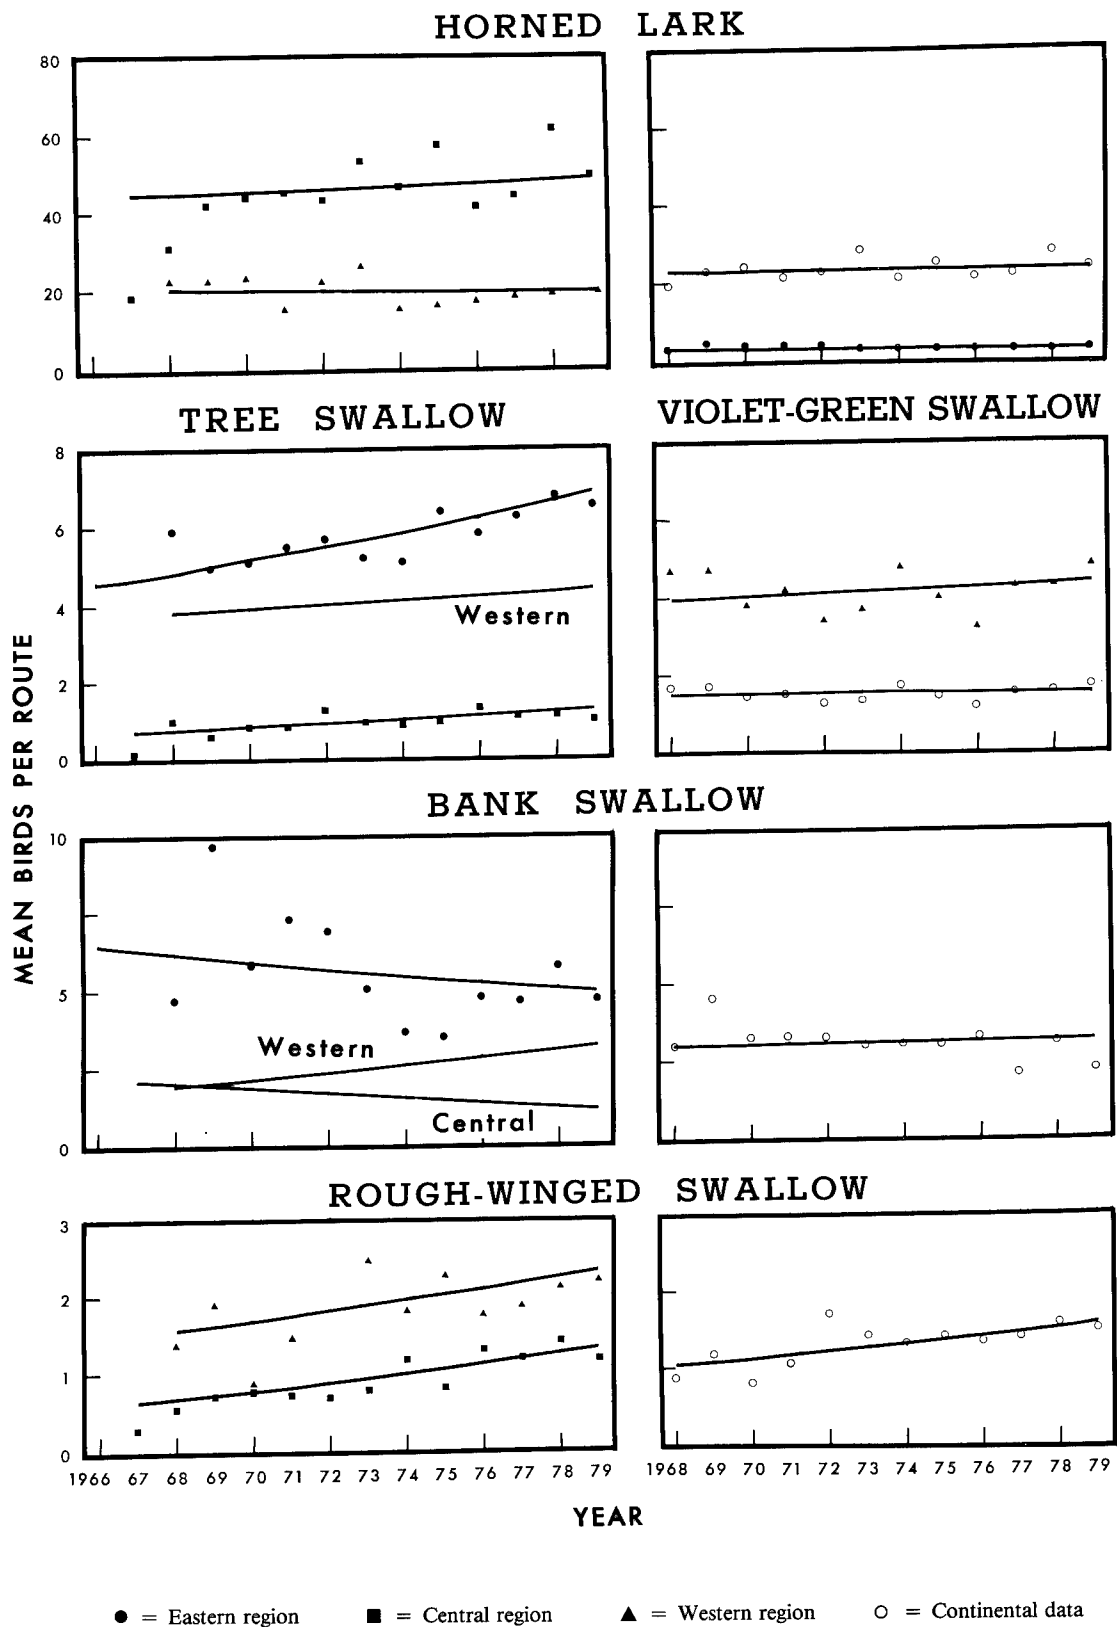 HORNED LARK
80
60
40
20
0
TREE SWALLOW
VIOLET-GREEN SWALLOW
8
6
4
2
0
Western
MEAN BIRDS PER ROUTE
BANK SWALLOW
10
5
0
Western
Central
ROUGH-WINGED SWALLOW
3
2
1
0
1966 67 68 69 70 71 72 73 74 75 76 77 78 79
1968 69 70 71 72 73 74 75 76 77 78 79
YEAR
● = Eastern region ■ = Central region ▲ = Western region ○ = Continental data